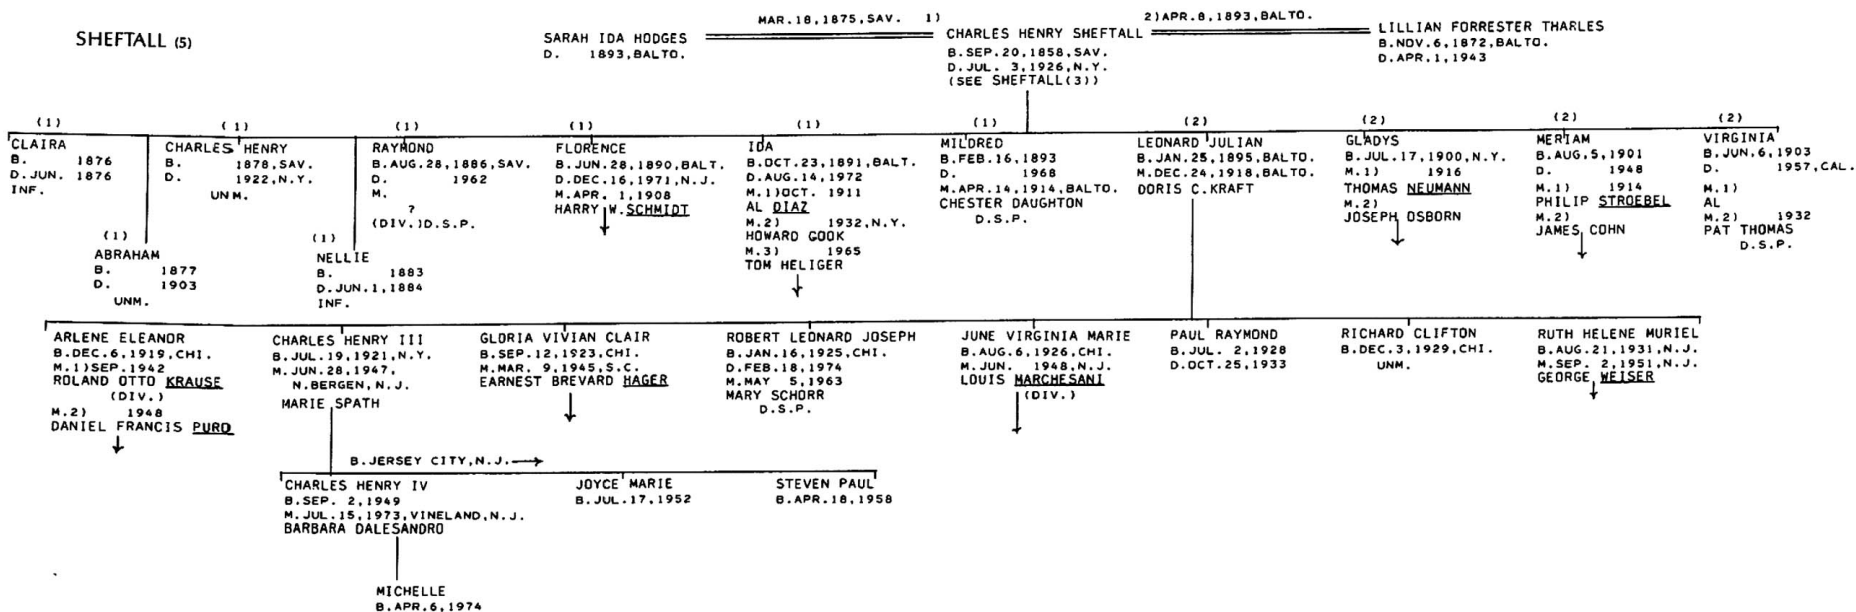 SHEFTALL (5)
SARAH IDA HODGES
D. 1893,BALTO.
MAR.18,1875,SAV. 1)
CHARLES HENRY SHEFTALL
B.SEP.20,1858,SAV.
D.JUL. 3,1926,N.Y.
(SEE SHEFTALL(3))
2)APR.8,1893,BALTO.
LILLIAN FORRESTER THARLES
B.NOV.6,1872,BALTO.
D.APR.1,1943
(1)
CLAIRA
B. 1876
D.JUN. 1876
INF.
(1)
ABRAHAM
B. 1877
D. 1903
UNM.
(1)
CHARLES HENRY
B. 1878,SAV.
D. 1922,N.Y.
UNM.
(1)
NELLIE
B. 1883
D.JUN.1,1884
INF.
(1)
RAYMOND
B.AUG.28,1886,SAV.
D. 1962
M.
?
(DIV.)D.S.P.
(1)
FLORENCE
B.JUN.28,1890,BALT.
D.DEC.16,1971,N.J.
M.APR. 1,1908
HARRY W.SCHMIDT
(1)
IDA
B.OCT.23,1891,BALT.
D.AUG.14,1972
M.1)OCT. 1911
AL DIAZ
M.2) 1932,N.Y.
HOWARD GOOK
M.3) 1965
TOM HELIGER
(1)
MILDRED
B.FEB.16,1893
D. 1968
M.APR.14,1914,BALTO.
CHESTER DAUGHTON
D.S.P.
(2)
LEONARD JULIAN
B.JAN.25,1895,BALTO.
M.DEC.24,1918,BALTO.
DORIS C.KRAFT
(2)
GLADYS
B.JUL.17,1900,N.Y.
M.1) 1916
THOMAS NEUMANN
M.2)
JOSEPH OSBORN
(2)
MERIAM
B.AUG,5,1901
D. 1948
M.1) 1914
PHILIP STROEBEL
M.2)
JAMES COHN
(2)
VIRGINIA
B.JUN,6,1903
D. 1957,CAL.
M.1)
AL
M.2) 1932
PAT THOMAS
D.S.P.
ARLENE ELEANOR
B.DEC.6,1919,CHI.
M.1)SEP.1942
ROLAND OTTO KRAUSE
(DIV.)
M.2) 1948
DANIEL FRANCIS PURO
CHARLES HENRY III
B.JUL.19,1921,N.Y.
M.JUN.28,1947,
N.BERGEN,N.J.
MARIE SPATH
GLORIA VIVIAN CLAIR
B.SEP.12,1923,CHI.
M.MAR. 9,1945,S.C.
EARNEST BREVARD HAGER
ROBERT LEONARD JOSEPH
B.JAN.16,1925,CHI.
D.FEB.18,1974
M.MAY 5,1963
MARY SCHORR
D.S.P.
JUNE VIRGINIA MARIE
B.AUG.6,1926,CHI.
M.JUN. 1948,N.J.
LOUIS MARCHESANI
(DIV.)
PAUL RAYMOND
B.JUL. 2,1928
D.OCT.25,1933
RICHARD CLIFTON
B.DEC.3,1929,CHI.
UNM.
RUTH HELENE MURIEL
B.AUG.21,1931,N.J.
M.SEP. 2,1951,N.J.
GEORGE WEISER
B.JERSEY CITY,N.J.
CHARLES HENRY IV
B.SEP. 2,1949
M.JUL.15,1973,VINELAND,N.J.
BARBARA DALESANDRO
JOYCE MARIE
B.JUL.17,1952
STEVEN PAUL
B.APR.18,1958
MICHELLE
B.APR.6,1974